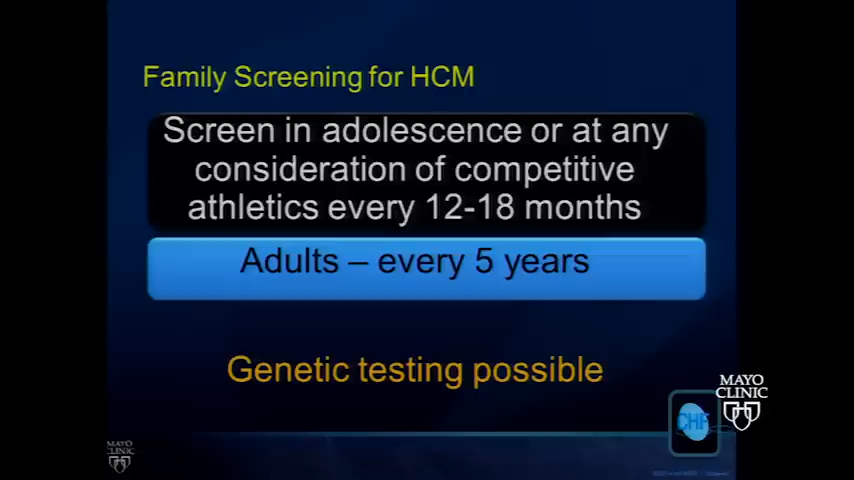 Family Screening for HCM
Screen in adolescence or at any
consideration of competitive
athletics every 12-18 months
Adults – every 5 years
Genetic testing possible
MAYO
CLINIC
CHF
MAYO
CLINIC